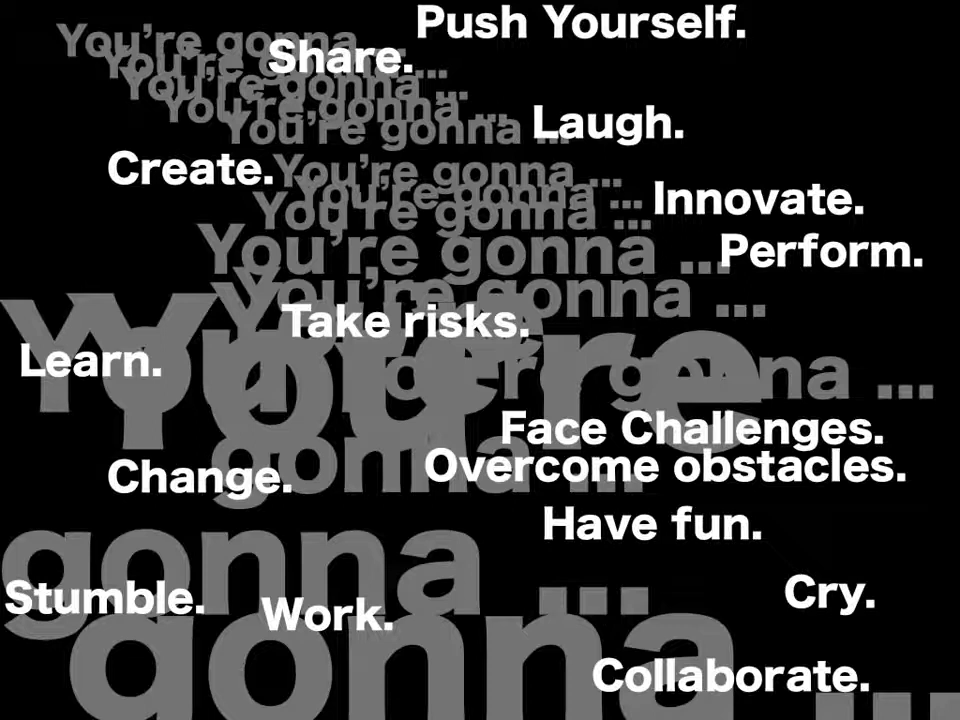 Push Yourself.
You're gonna ...
Share.
You're gonna ...
You're gonna ...
You're gonna ...
Laugh.
You're gonna ...
Create.
You're gonna ...
You're gonna ...
Innovate.
You're gonna ...
You're gonna ...
Perform.
You're gonna ...
Take risks.
Learn.
You're gonna ...
You're
You're
Face Challenges.
gonna ...
Overcome obstacles.
Change.
Have fun.
gonna ...
Cry.
Stumble.
Work.
gonna ...
Collaborate.